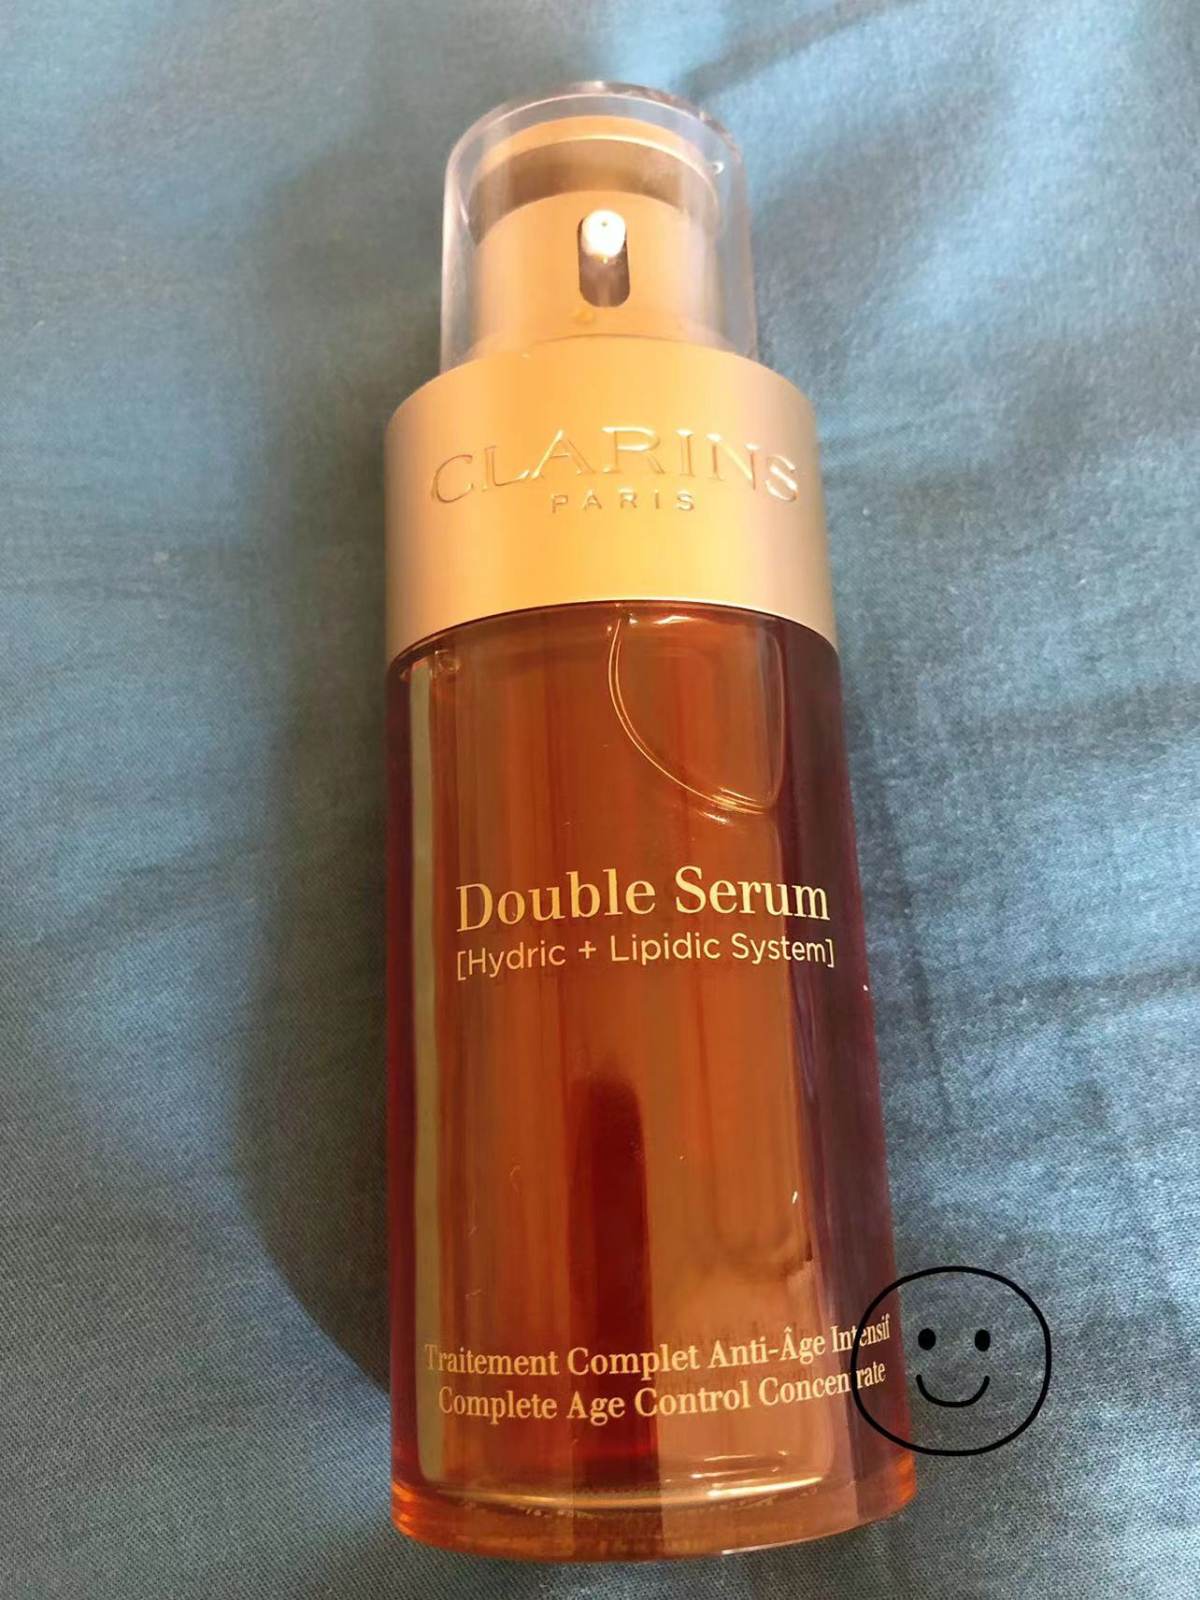 CLARINS
PARIS
Double Serum
[Hydric + Lipidic System]
Traitement Complet Anti-Âge Intensif
Complete Age Control Concentrate